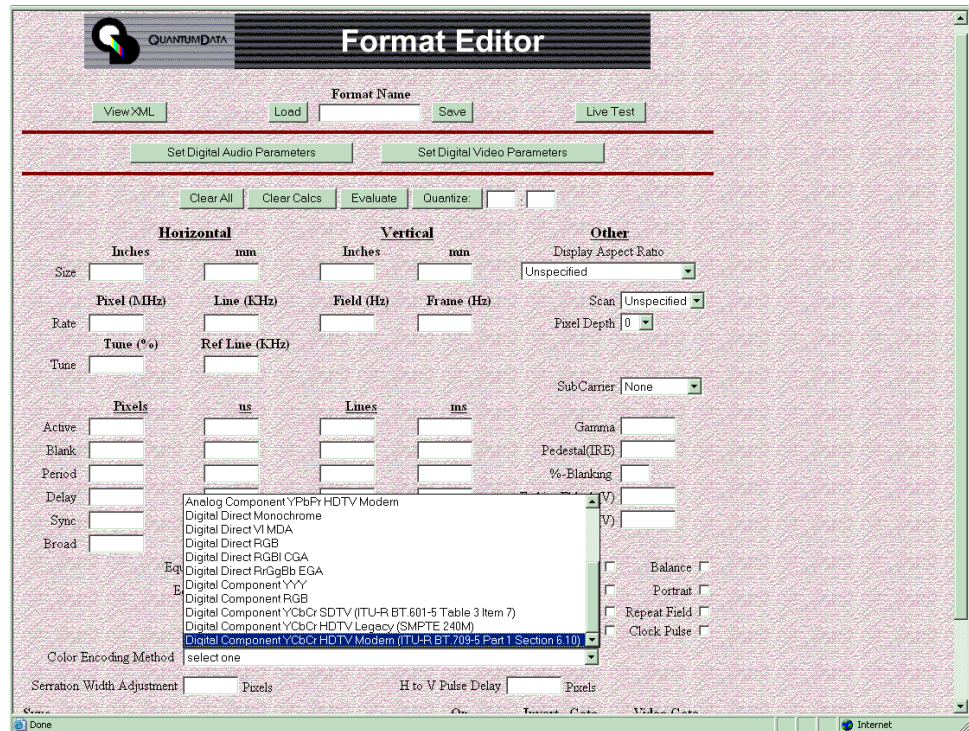 QUANTUMDATA Format Editor
Format Name
View XML Load Save Live Test
Set Digital Audio Parameters Set Digital Video Parameters
Clear All Clear Calcs Evaluate Quantize: :
Horizontal Vertical Other
Inches mm Inches mm Display Aspect Ratio
Size Unspecified
Pixel (MHz) Line (KHz) Field (Hz) Frame (Hz) Scan Unspecified
Rate Pixel Depth 0
Tune (%) Ref Line (KHz)
Tune
SubCarrier None
Pixels us Lines ms
Active Gamma
Blank Pedestal(IRE)
Period %-Blanking
Delay V)
Analog Component YPbPr HDTV Modern
Digital Direct Monochrome
Sync V)
Digital Direct VI MDA
Digital Direct RGB
Broad
Digital Direct RGBI CGA
Digital Direct RrGgBb EGA
Equ Balance
Digital Component YYY
E Portrait
Digital Component RGB
Digital Component YCbCr SDTV (ITU-R BT.601-5 Table 3 Item 7)
Repeat Field
Digital Component YCbCr HDTV Legacy (SMPTE 240M)
Clock Pulse
Digital Component YCbCr HDTV Modern (ITU-R BT.709-5 Part 1 Section 6.10)
Color Encoding Method select one
Serration Width Adjustment Pixels H to V Pulse Delay Pixels
Sync On Invert Gate Video Gate
Done Internet